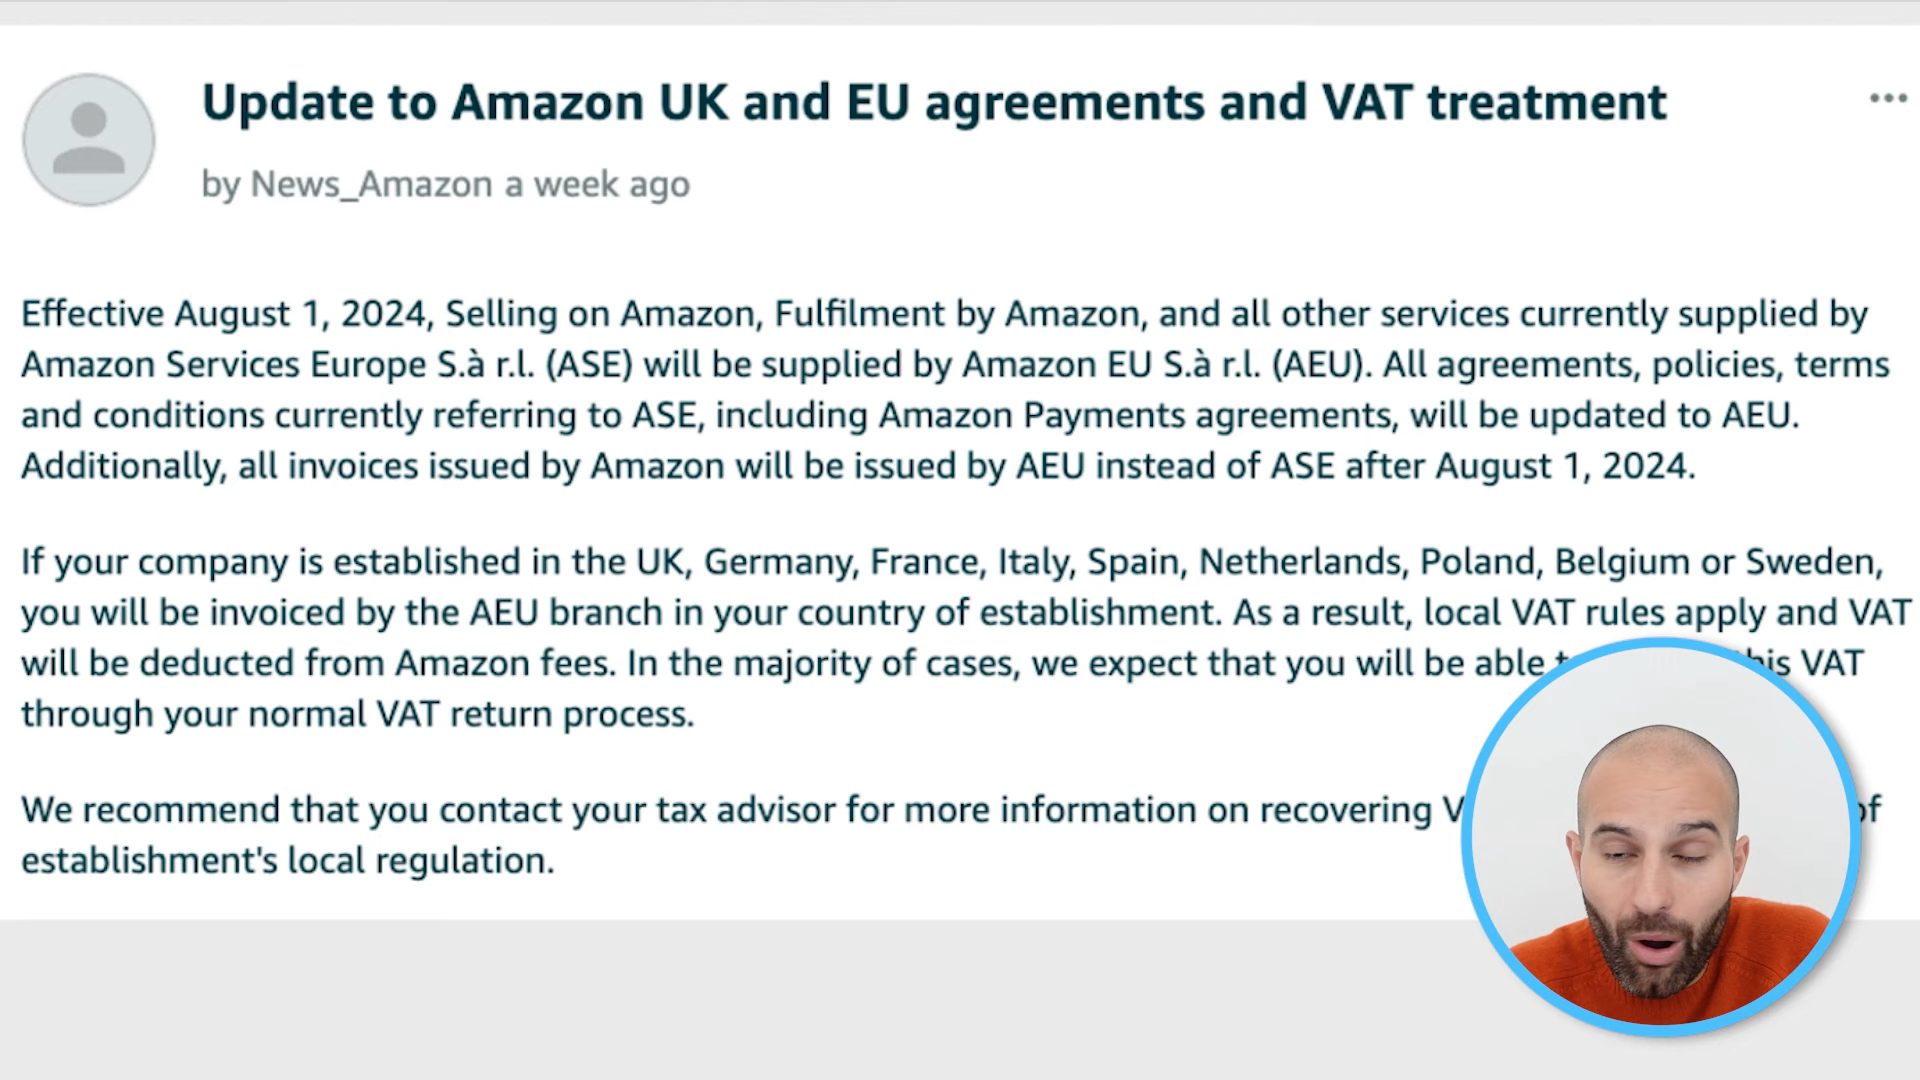 Update to Amazon UK and EU agreements and VAT treatment
by News_Amazon a week ago
Effective August 1, 2024, Selling on Amazon, Fulfilment by Amazon, and all other services currently supplied by
Amazon Services Europe S.à r.l. (ASE) will be supplied by Amazon EU S.à r.l. (AEU). All agreements, policies, terms
and conditions currently referring to ASE, including Amazon Payments agreements, will be updated to AEU.
Additionally, all invoices issued by Amazon will be issued by AEU instead of ASE after August 1, 2024.
If your company is established in the UK, Germany, France, Italy, Spain, Netherlands, Poland, Belgium or Sweden,
you will be invoiced by the AEU branch in your country of establishment. As a result, local VAT rules apply and VAT
will be deducted from Amazon fees. In the majority of cases, we expect that you will be able VAT
through your normal VAT return process.
We recommend that you contact your tax advisor for more information on recovering
establishment's local regulation.